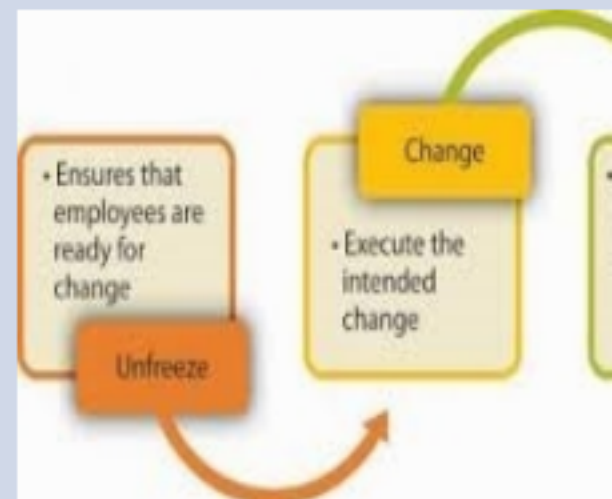 • Ensures that
employees are
ready for
change
Unfreeze
Change
• Execute the
intended
change
•